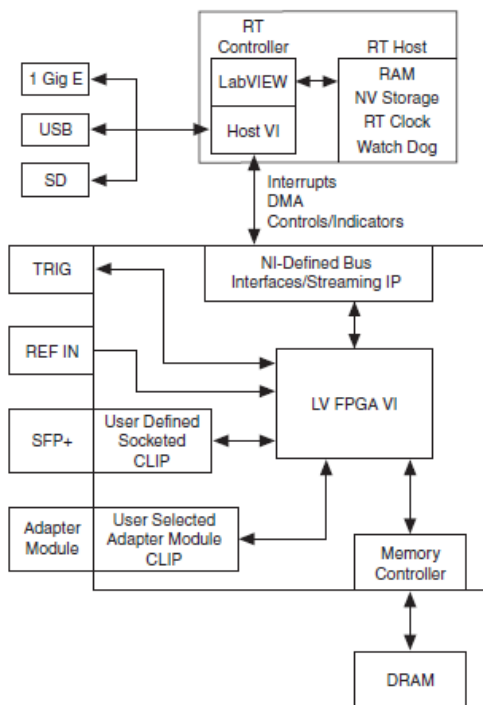 RT
Controller
RT Host
LabVIEW
Host VI
RAM
NV Storage
RT Clock
Watch Dog
1 Gig E
USB
SD
Interrupts
DMA
Controls/Indicators
TRIG
NI-Defined Bus
Interfaces/Streaming IP
REF IN
LV FPGA VI
SFP+
User Defined
Socketed
CLIP
Adapter
Module
User Selected
Adapter Module
CLIP
Memory
Controller
DRAM